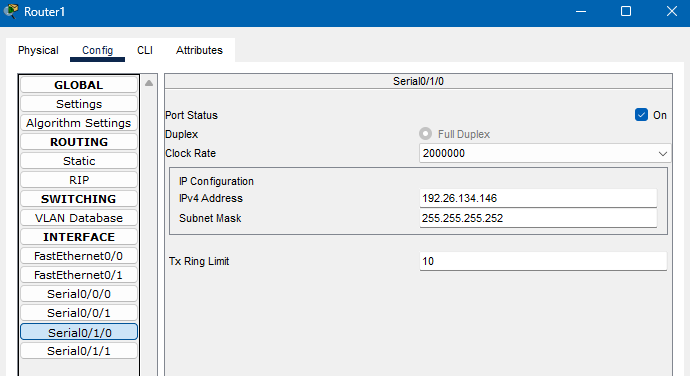 Router1
Physical Config CLI Attributes
GLOBAL
Settings
Algorithm Settings
ROUTING
Static
RIP
SWITCHING
VLAN Database
INTERFACE
FastEthernet0/0
FastEthernet0/1
Serial0/0/0
Serial0/0/1
Serial0/1/0
Serial0/1/1
Serial0/1/0
Port Status On
Duplex Full Duplex
Clock Rate 2000000
IP Configuration
IPv4 Address 192.26.134.146
Subnet Mask 255.255.255.252
Tx Ring Limit 10